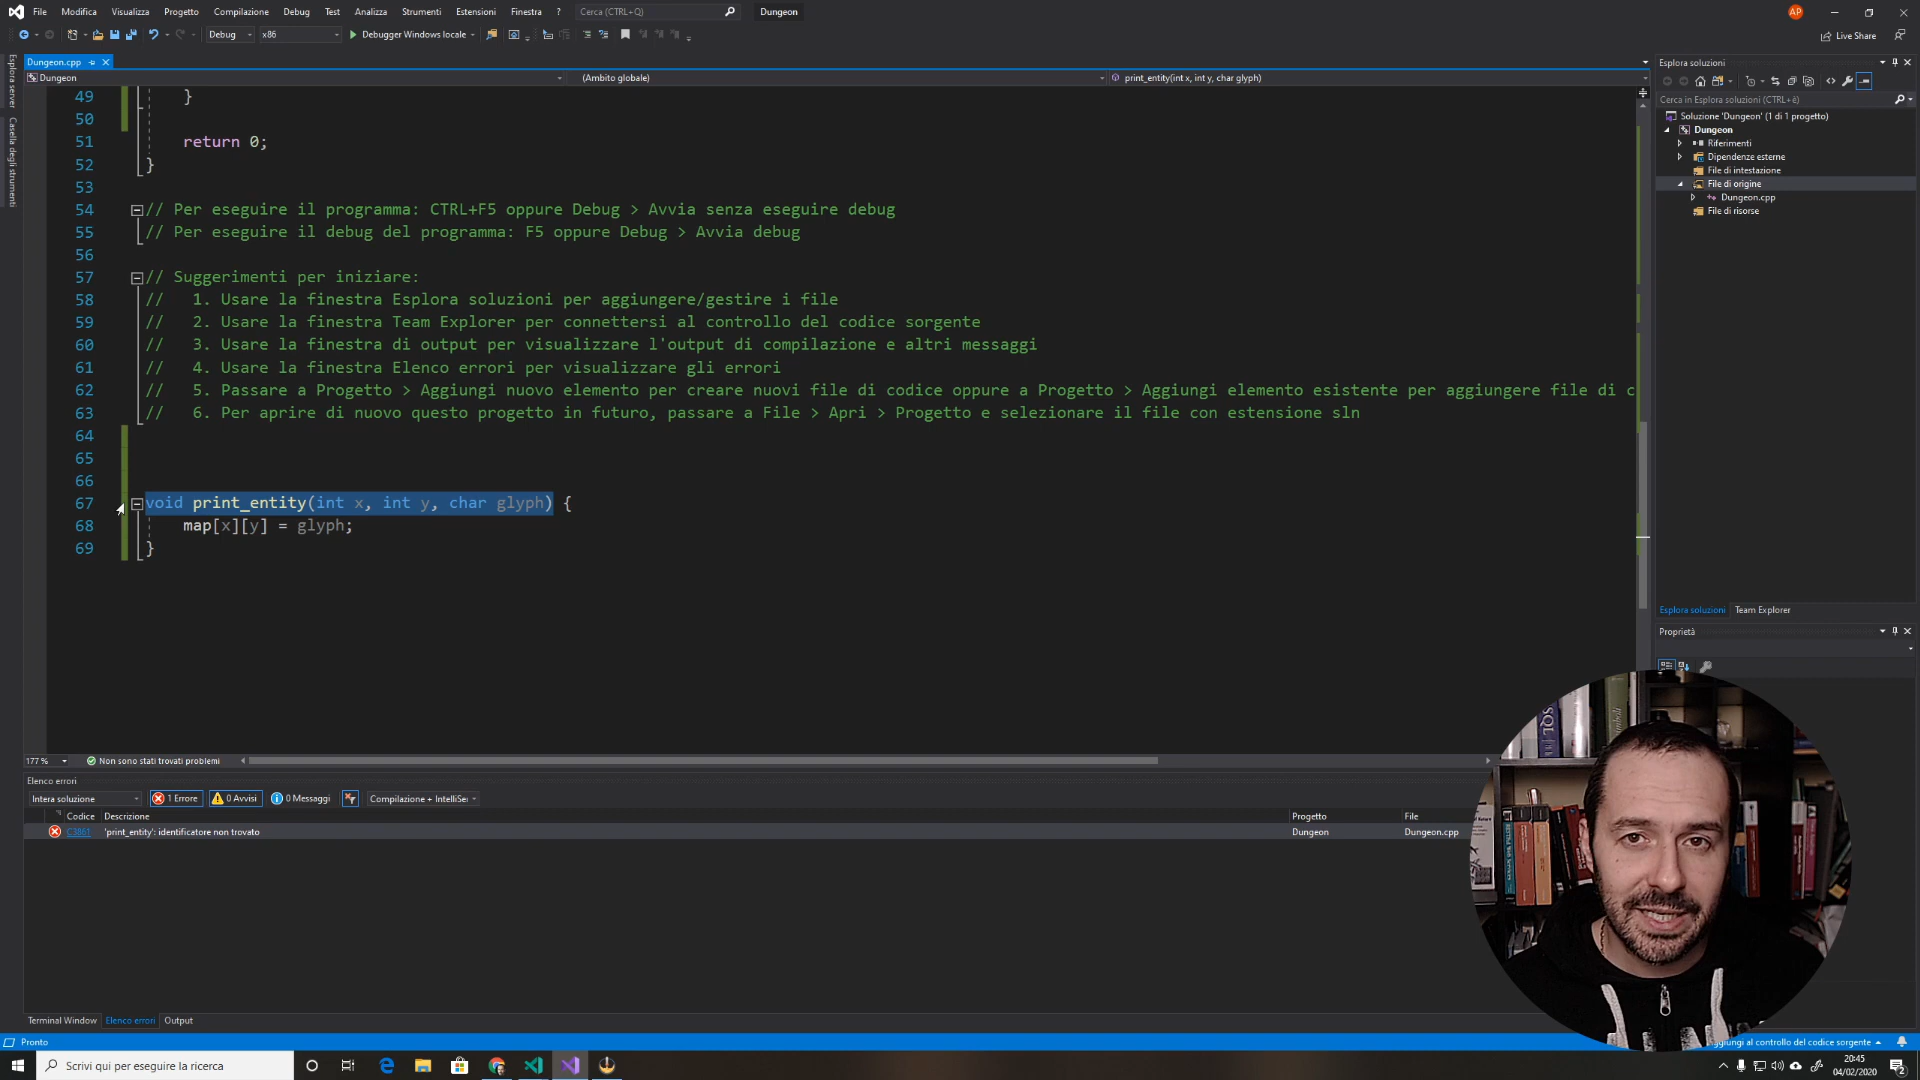 File Modifica Visualizza Progetto Compilazione Debug Test Analizza Strumenti Estensioni Finestra ? Cerca (CTRL+Q) Dungeon AP
Debug x86 Debugger Windows locale Live Share
Esplora server
Casella degli strumenti
Dungeon.cpp
Dungeon (Ambito globale) print_entity(int x, int y, char glyph)
49 }
50
51 return 0;
52 }
53
54 // Per eseguire il programma: CTRL+F5 oppure Debug > Avvia senza eseguire debug
55 // Per eseguire il debug del programma: F5 oppure Debug > Avvia debug
56
57 // Suggerimenti per iniziare:
58 // 1. Usare la finestra Esplora soluzioni per aggiungere/gestire i file
59 // 2. Usare la finestra Team Explorer per connettersi al controllo del codice sorgente
60 // 3. Usare la finestra di output per visualizzare l'output di compilazione e altri messaggi
61 // 4. Usare la finestra Elenco errori per visualizzare gli errori
62 // 5. Passare a Progetto > Aggiungi nuovo elemento per creare nuovi file di codice oppure a Progetto > Aggiungi elemento esistente per aggiungere file di c
63 // 6. Per aprire di nuovo questo progetto in futuro, passare a File > Apri > Progetto e selezionare il file con estensione sln
64
65
66
67 void print_entity(int x, int y, char glyph) {
68 map[x][y] = glyph;
69 }
177 % Non sono stati trovati problemi
Esplora soluzioni
Cerca in Esplora soluzioni (CTRL+è)
Soluzione 'Dungeon' (1 di 1 progetto)
Dungeon
Riferimenti
Dipendenze esterne
File di intestazione
File di origine
Dungeon.cpp
File di risorse
Esplora soluzioni Team Explorer
Proprietà
Elenco errori
Intera soluzione 1 Errore 0 Avvisi 0 Messaggi Compilazione + IntelliSe
Codice Descrizione Progetto File
C3861 'print_entity': identificatore non trovato Dungeon Dungeon.cpp
Terminal Window Elenco errori Output
Pronto
ggiungi al controllo del codice sorgente
Scrivi qui per eseguire la ricerca
20:45
04/02/2020
2
SQL